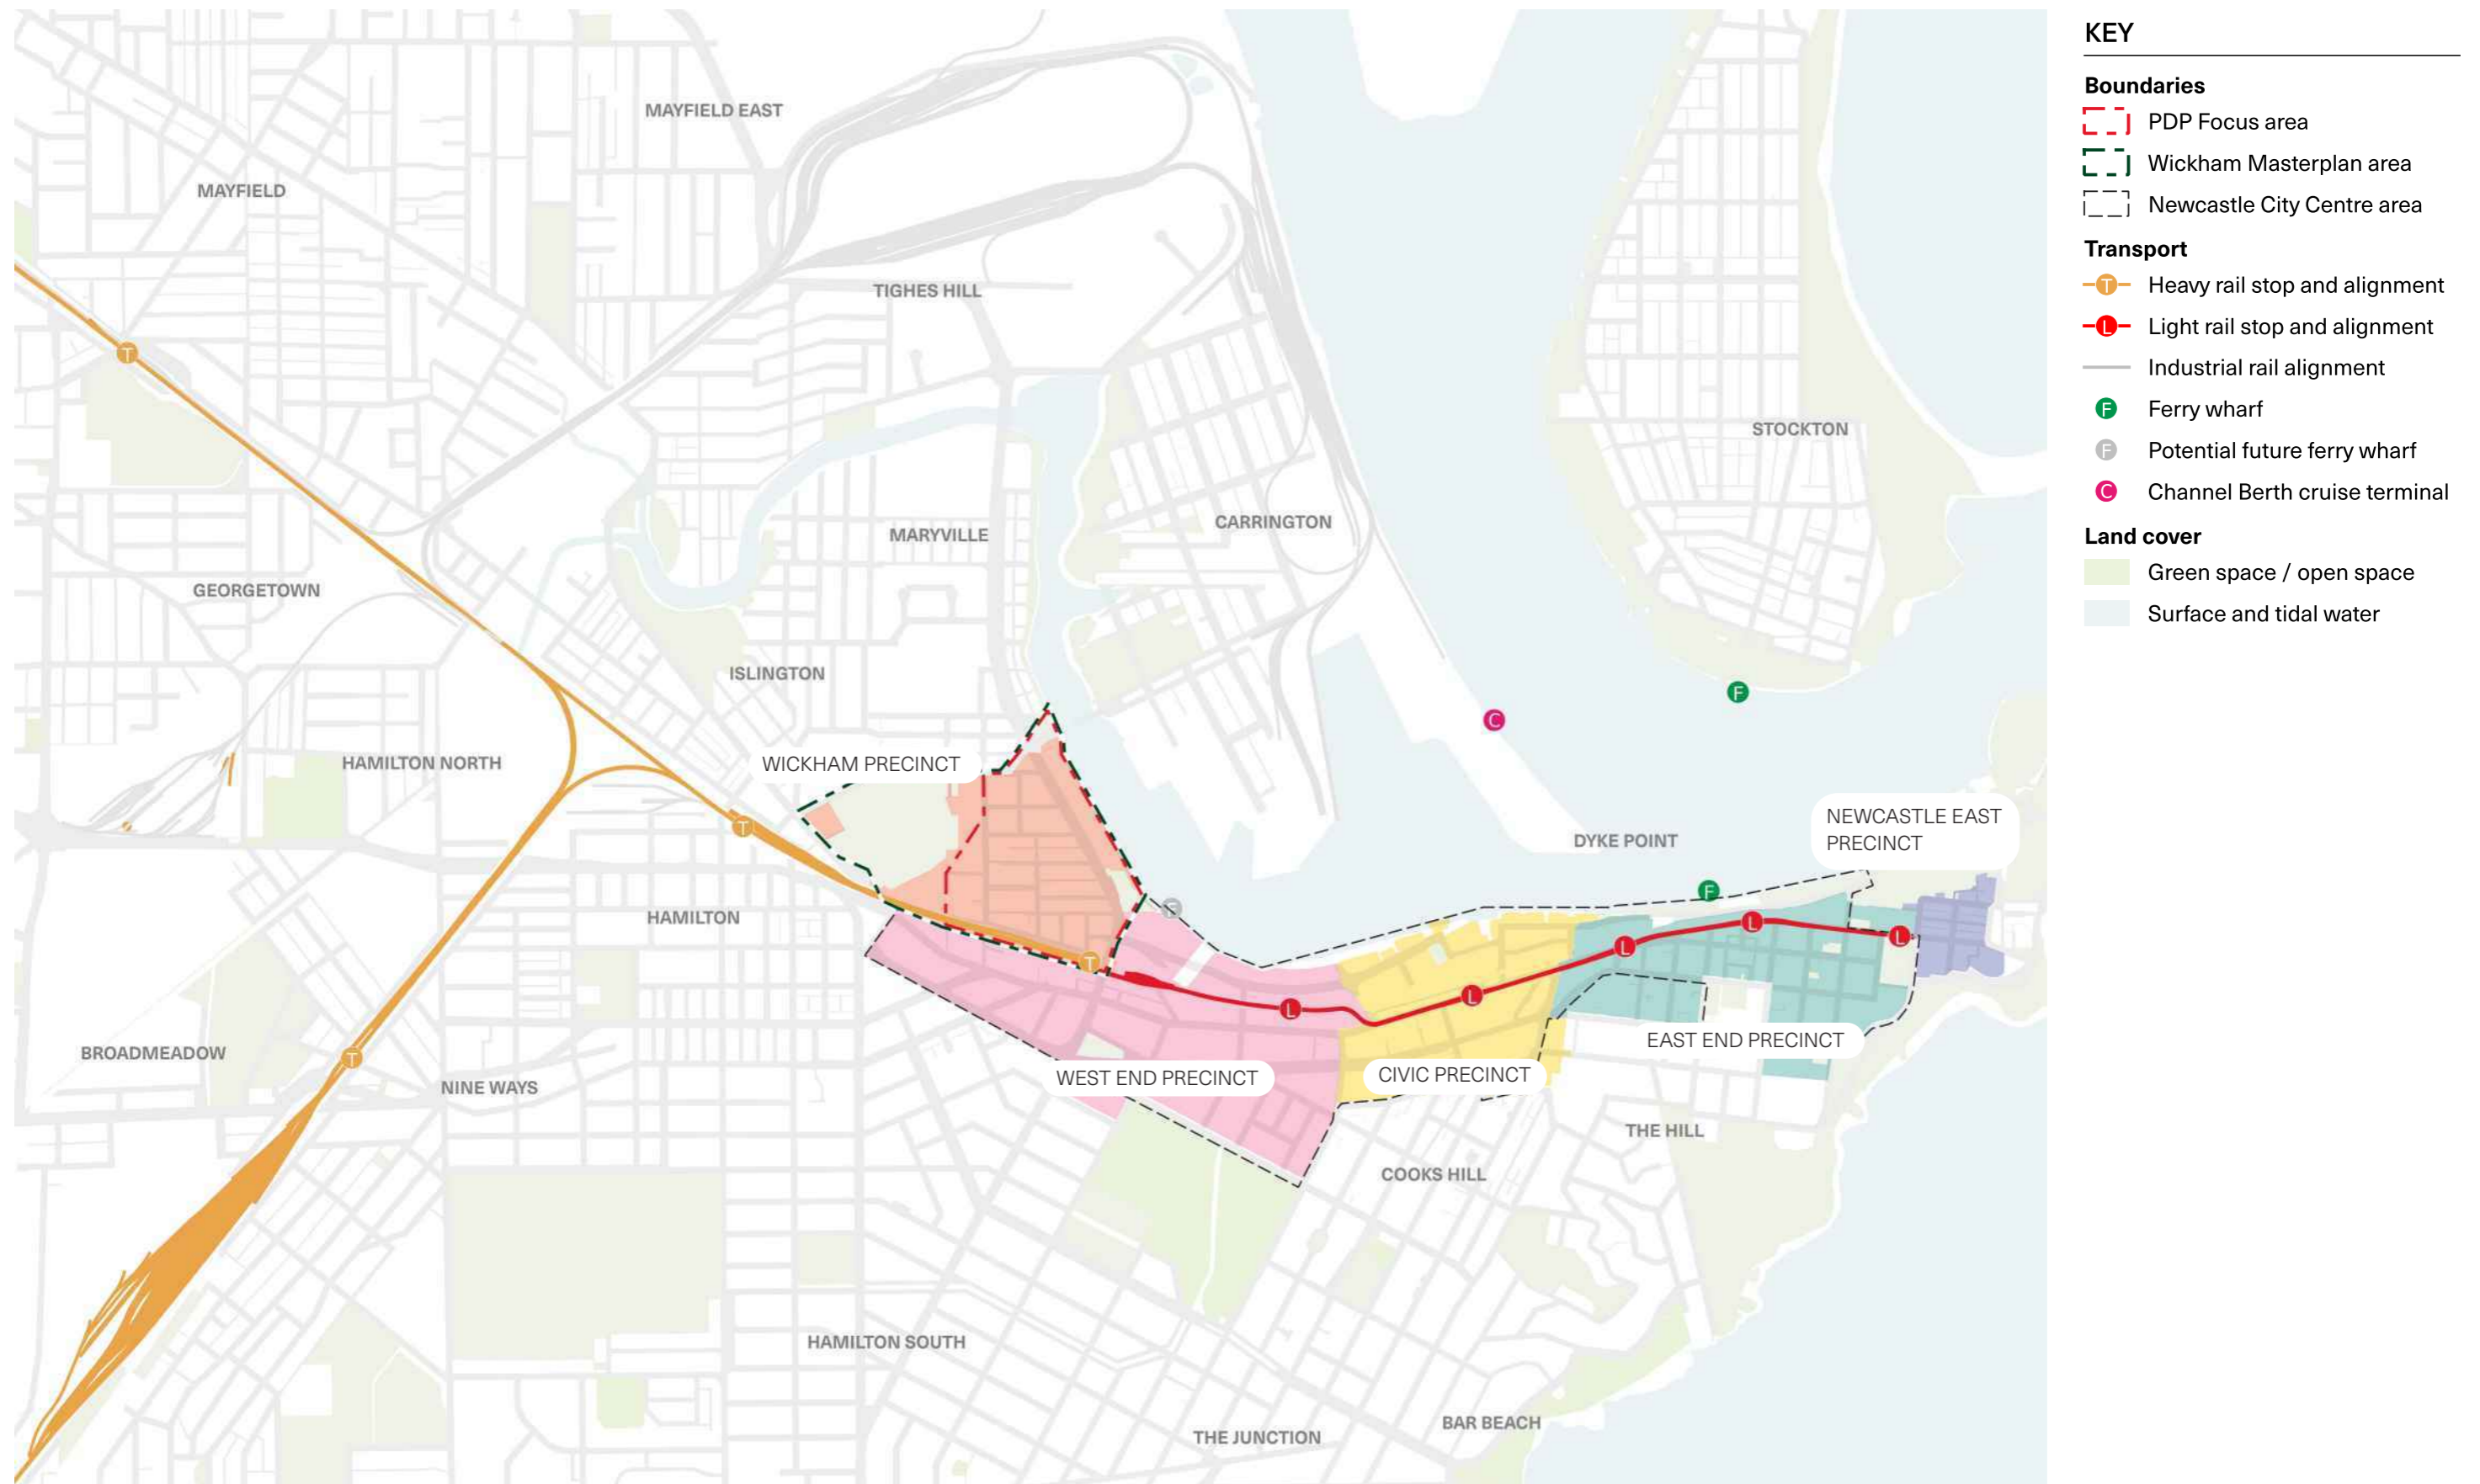 KEY
Boundaries
PDP Focus area
Wickham Masterplan area
Newcastle City Centre area
Transport
T Heavy rail stop and alignment
L Light rail stop and alignment
Industrial rail alignment
F Ferry wharf
F Potential future ferry wharf
C Channel Berth cruise terminal
Land cover
Green space / open space
Surface and tidal water
MAYFIELD EAST
MAYFIELD
TIGHES HILL
T
STOCKTON
CARRINGTON
MARYVILLE
GEORGETOWN
ISLINGTON
F
C
HAMILTON NORTH
WICKHAM PRECINCT
NEWCASTLE EAST
PRECINCT
T
DYKE POINT
F
F
HAMILTON
L
L
L
T
L
L
EAST END PRECINCT
BROADMEADOW
T
WEST END PRECINCT
CIVIC PRECINCT
NINE WAYS
THE HILL
COOKS HILL
HAMILTON SOUTH
BAR BEACH
THE JUNCTION